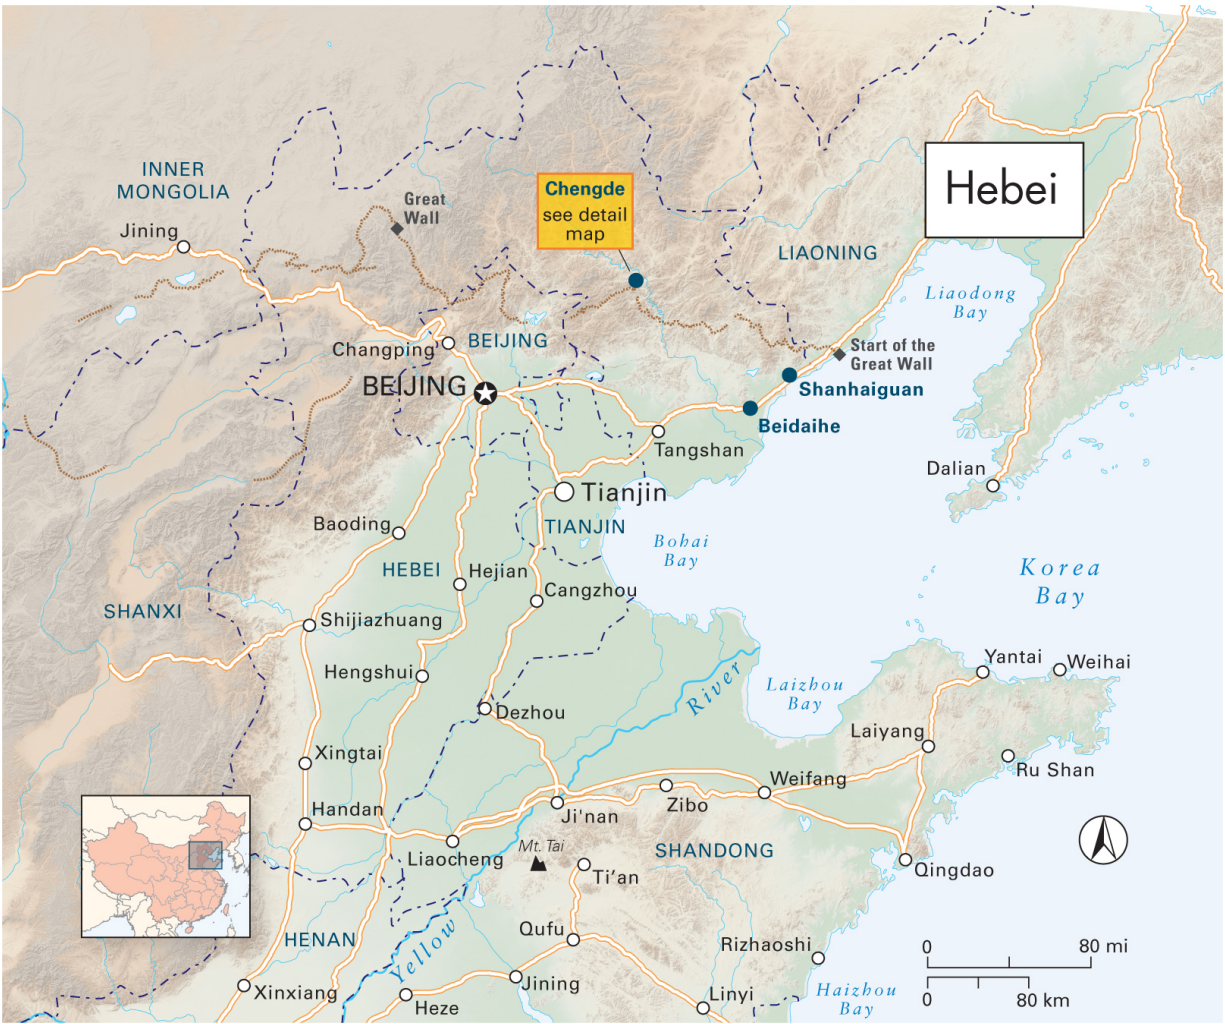 Hebei
INNER
MONGOLIA
Jining
Great
Wall
Chengde
see detail
map
LIAONING
Liaodong
Bay
Changping
BEIJING
BEIJING
Start of the
Great Wall
Shanhaiguan
Beidaihe
Tangshan
Dalian
Tianjin
TIANJIN
Baoding
Bohai
Bay
HEBEI
Hejian
Cangzhou
Korea
Bay
SHANXI
Shijiazhuang
Hengshui
Yantai
Weihai
Laizhou
Bay
River
Dezhou
Laiyang
Xingtai
Ru Shan
Weifang
Zibo
Handan
Ji'nan
Liaocheng
Mt. Tai
SHANDONG
Ti'an
Qingdao
HENAN
Yellow
Qufu
Rizhaoshi
0
80 mi
Xinxiang
Jining
Heze
Linyi
Haizhou
Bay
0
80 km